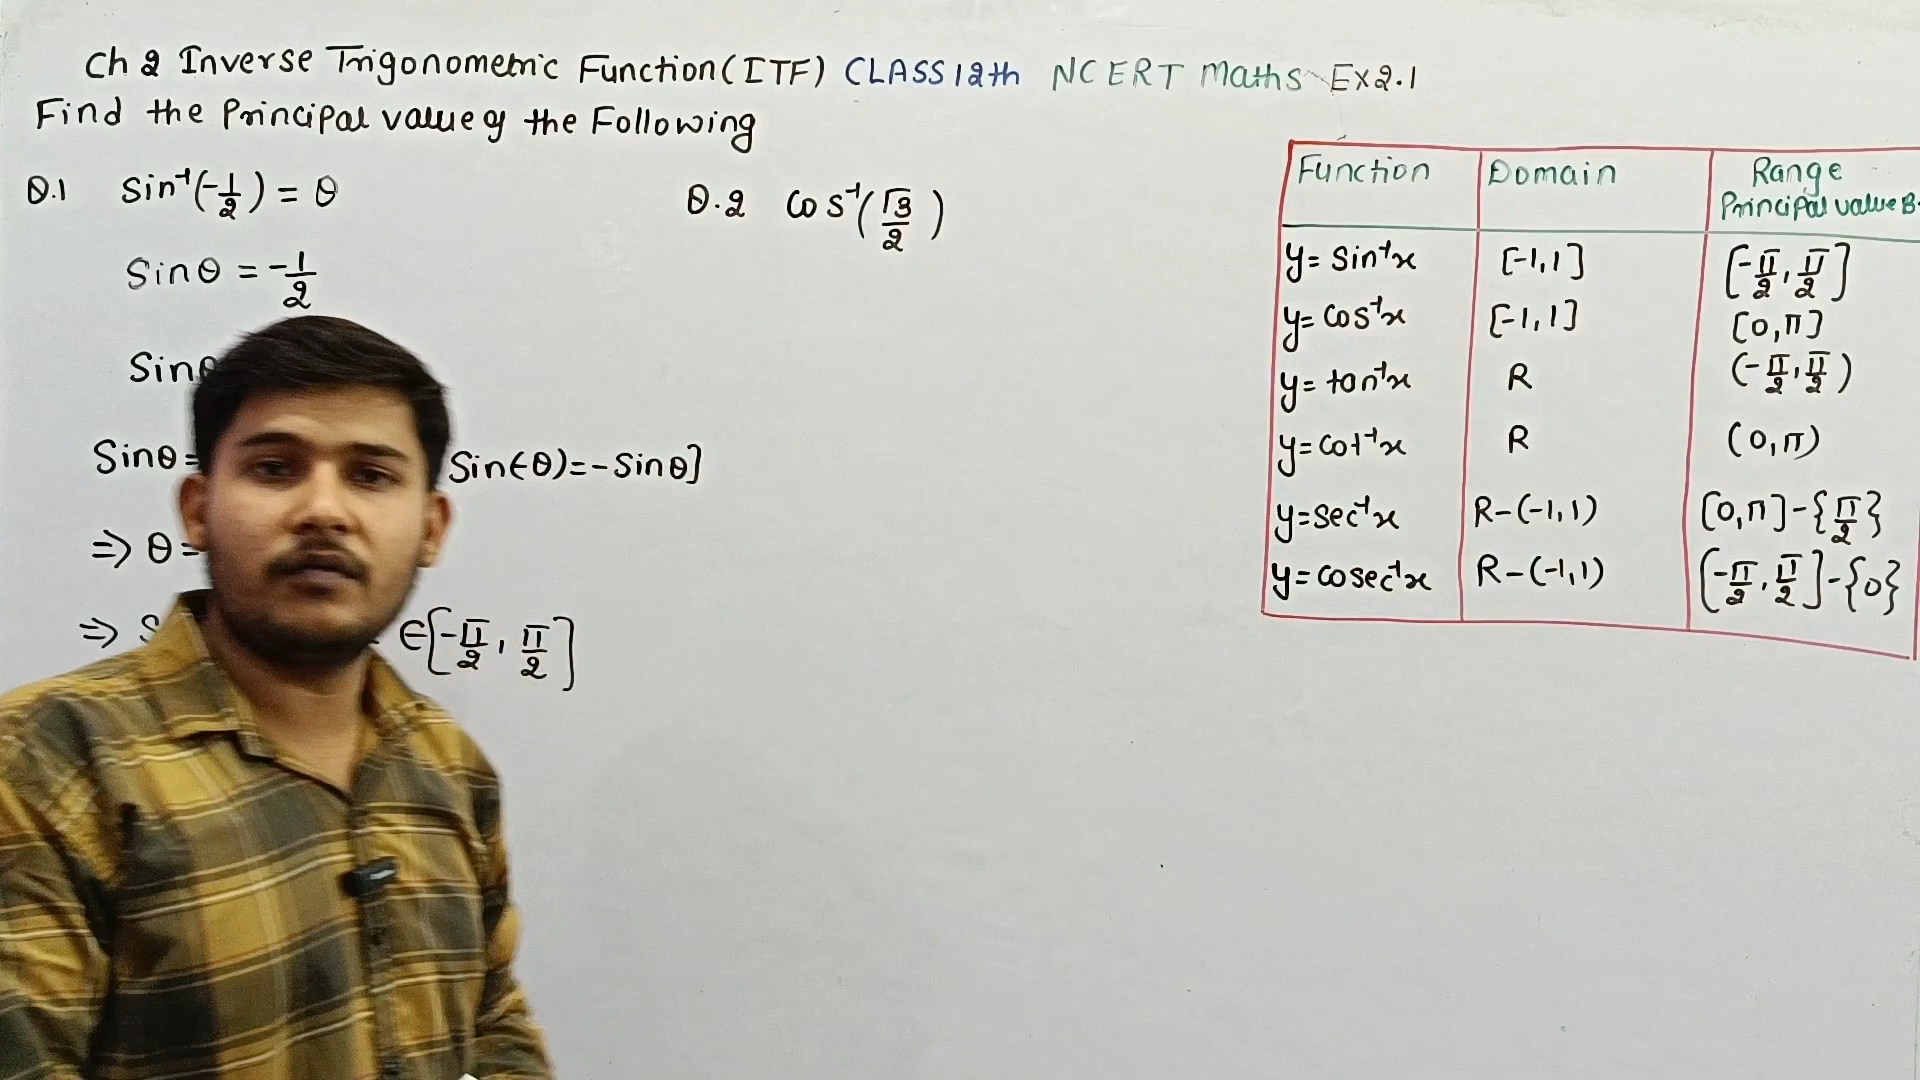 Ch 2 Inverse Trigonometric Function(ITF) CLASS 12th NCERT Maths Ex 2.1
Find the Principal value of the Following
Q.1 Sin⁻¹(-1/2) = θ
Sinθ = -1/2
Sinθ
Sinθ = Sin(-θ)=-Sinθ]
⇒ θ =
⇒ S ∈[-π/2, π/2]
Q.2 Cos⁻¹(√3/2)
Function Domain Range Principal value B.
y= Sin⁻¹x [-1,1] [-π/2, π/2]
y= Cos⁻¹x [-1,1] [0,π]
y= tan⁻¹x R (-π/2, π/2)
y= cot⁻¹x R (0,π)
y=sec⁻¹x R-(-1,1) [0,π]-{π/2}
y=cosec⁻¹x R-(-1,1) [-π/2, π/2]-{0}